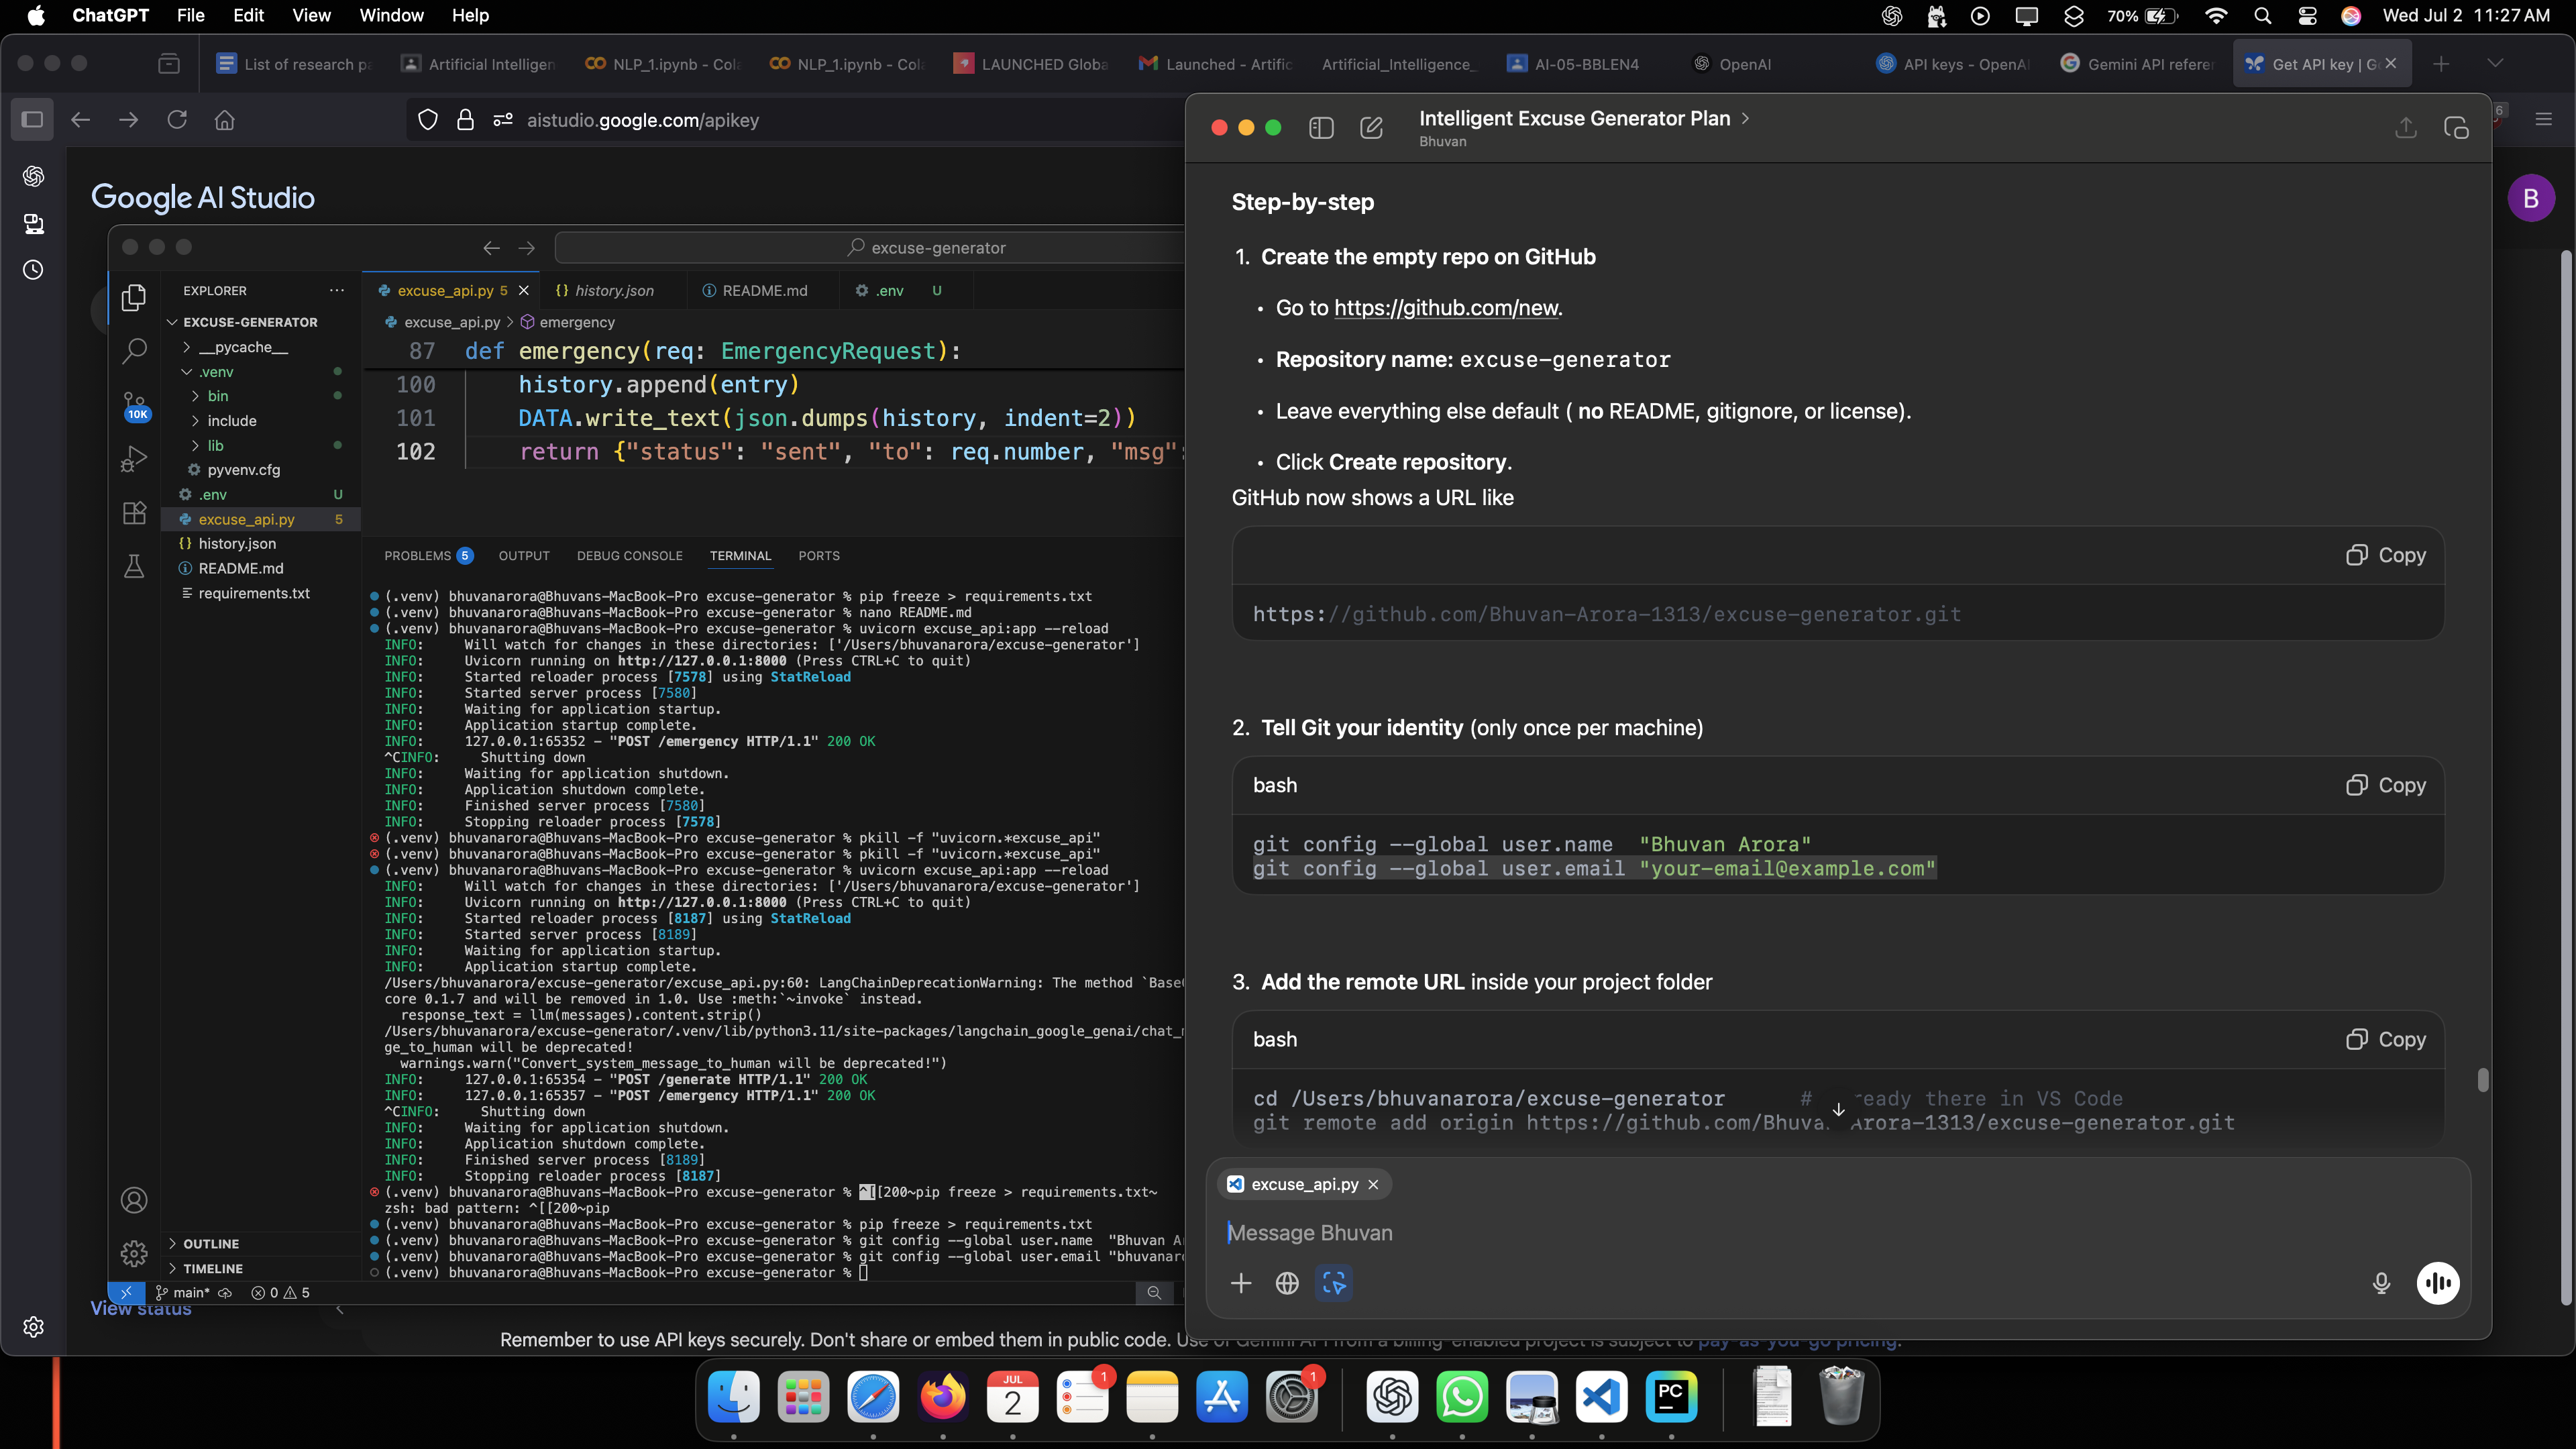 ChatGPT File Edit View Window Help
70% Wed Jul 2 11:27 AM
List of research pa
Artificial Intelligen
NLP_1.ipynb - Cola
NLP_1.ipynb - Cola
LAUNCHED Globa
Launched - Artific
Artificial_Intelligence_
AI-05-BBLEN4
OpenAI
API keys - OpenAI
Gemini API referen
Get API key | G
aistudio.google.com/apikey
6
Google AI Studio
B
excuse-generator
EXPLORER
EXCUSE-GENERATOR
__pycache__
.venv
bin
include
lib
pyvenv.cfg
.env U
excuse_api.py 5
history.json
README.md
requirements.txt
OUTLINE
TIMELINE
10K
excuse_api.py 5
{} history.json
README.md
.env U
excuse_api.py > emergency
87 def emergency(req: EmergencyRequest):
100 history.append(entry)
101 DATA.write_text(json.dumps(history, indent=2))
102 return {"status": "sent", "to": req.number, "msg":
PROBLEMS 5 OUTPUT DEBUG CONSOLE TERMINAL PORTS
(.venv) bhuvanarora@Bhuvans-MacBook-Pro excuse-generator % pip freeze > requirements.txt
(.venv) bhuvanarora@Bhuvans-MacBook-Pro excuse-generator % nano README.md
(.venv) bhuvanarora@Bhuvans-MacBook-Pro excuse-generator % uvicorn excuse_api:app --reload
INFO: Will watch for changes in these directories: ['/Users/bhuvanarora/excuse-generator']
INFO: Uvicorn running on http://127.0.0.1:8000 (Press CTRL+C to quit)
INFO: Started reloader process [7578] using StatReload
INFO: Started server process [7580]
INFO: Waiting for application startup.
INFO: Application startup complete.
INFO: 127.0.0.1:65352 - "POST /emergency HTTP/1.1" 200 OK
^CINFO: Shutting down
INFO: Waiting for application shutdown.
INFO: Application shutdown complete.
INFO: Finished server process [7580]
INFO: Stopping reloader process [7578]
(.venv) bhuvanarora@Bhuvans-MacBook-Pro excuse-generator % pkill -f "uvicorn.*excuse_api"
(.venv) bhuvanarora@Bhuvans-MacBook-Pro excuse-generator % pkill -f "uvicorn.*excuse_api"
(.venv) bhuvanarora@Bhuvans-MacBook-Pro excuse-generator % uvicorn excuse_api:app --reload
INFO: Will watch for changes in these directories: ['/Users/bhuvanarora/excuse-generator']
INFO: Uvicorn running on http://127.0.0.1:8000 (Press CTRL+C to quit)
INFO: Started reloader process [8187] using StatReload
INFO: Started server process [8189]
INFO: Waiting for application startup.
INFO: Application startup complete.
/Users/bhuvanarora/excuse-generator/excuse_api.py:60: LangChainDeprecationWarning: The method `Base
core 0.1.7 and will be removed in 1.0. Use :meth:`~invoke` instead.
response_text = llm(messages).content.strip()
/Users/bhuvanarora/excuse-generator/.venv/lib/python3.11/site-packages/langchain_google_genai/chat_
ge_to_human will be deprecated!
warnings.warn("Convert_system_message_to_human will be deprecated!")
INFO: 127.0.0.1:65354 - "POST /generate HTTP/1.1" 200 OK
INFO: 127.0.0.1:65357 - "POST /emergency HTTP/1.1" 200 OK
^CINFO: Shutting down
INFO: Waiting for application shutdown.
INFO: Application shutdown complete.
INFO: Finished server process [8189]
INFO: Stopping reloader process [8187]
(.venv) bhuvanarora@Bhuvans-MacBook-Pro excuse-generator % ^[[200~pip freeze > requirements.txt~
zsh: bad pattern: ^[[200~pip
(.venv) bhuvanarora@Bhuvans-MacBook-Pro excuse-generator % pip freeze > requirements.txt
(.venv) bhuvanarora@Bhuvans-MacBook-Pro excuse-generator % git config --global user.name "Bhuvan A
(.venv) bhuvanarora@Bhuvans-MacBook-Pro excuse-generator % git config --global user.email "bhuvanar
(.venv) bhuvanarora@Bhuvans-MacBook-Pro excuse-generator %
main* 0 5
View status
Remember to use API keys securely. Don't share or embed them in public code. Use of Gemini API from a billing-enabled project is subject to pay-as-you-go pricing.
Intelligent Excuse Generator Plan >
Bhuvan
Step-by-step
1. Create the empty repo on GitHub
• Go to https://github.com/new.
• Repository name: excuse-generator
• Leave everything else default ( no README, gitignore, or license).
• Click Create repository.
GitHub now shows a URL like
Copy
https://github.com/Bhuvan-Arora-1313/excuse-generator.git
2. Tell Git your identity (only once per machine)
bash Copy
git config --global user.name "Bhuvan Arora"
git config --global user.email "your-email@example.com"
3. Add the remote URL inside your project folder
bash Copy
cd /Users/bhuvanarora/excuse-generator # ready there in VS Code
git remote add origin https://github.com/Bhuvan-Arora-1313/excuse-generator.git
excuse_api.py
Message Bhuvan
JUL
2
1
1
PC